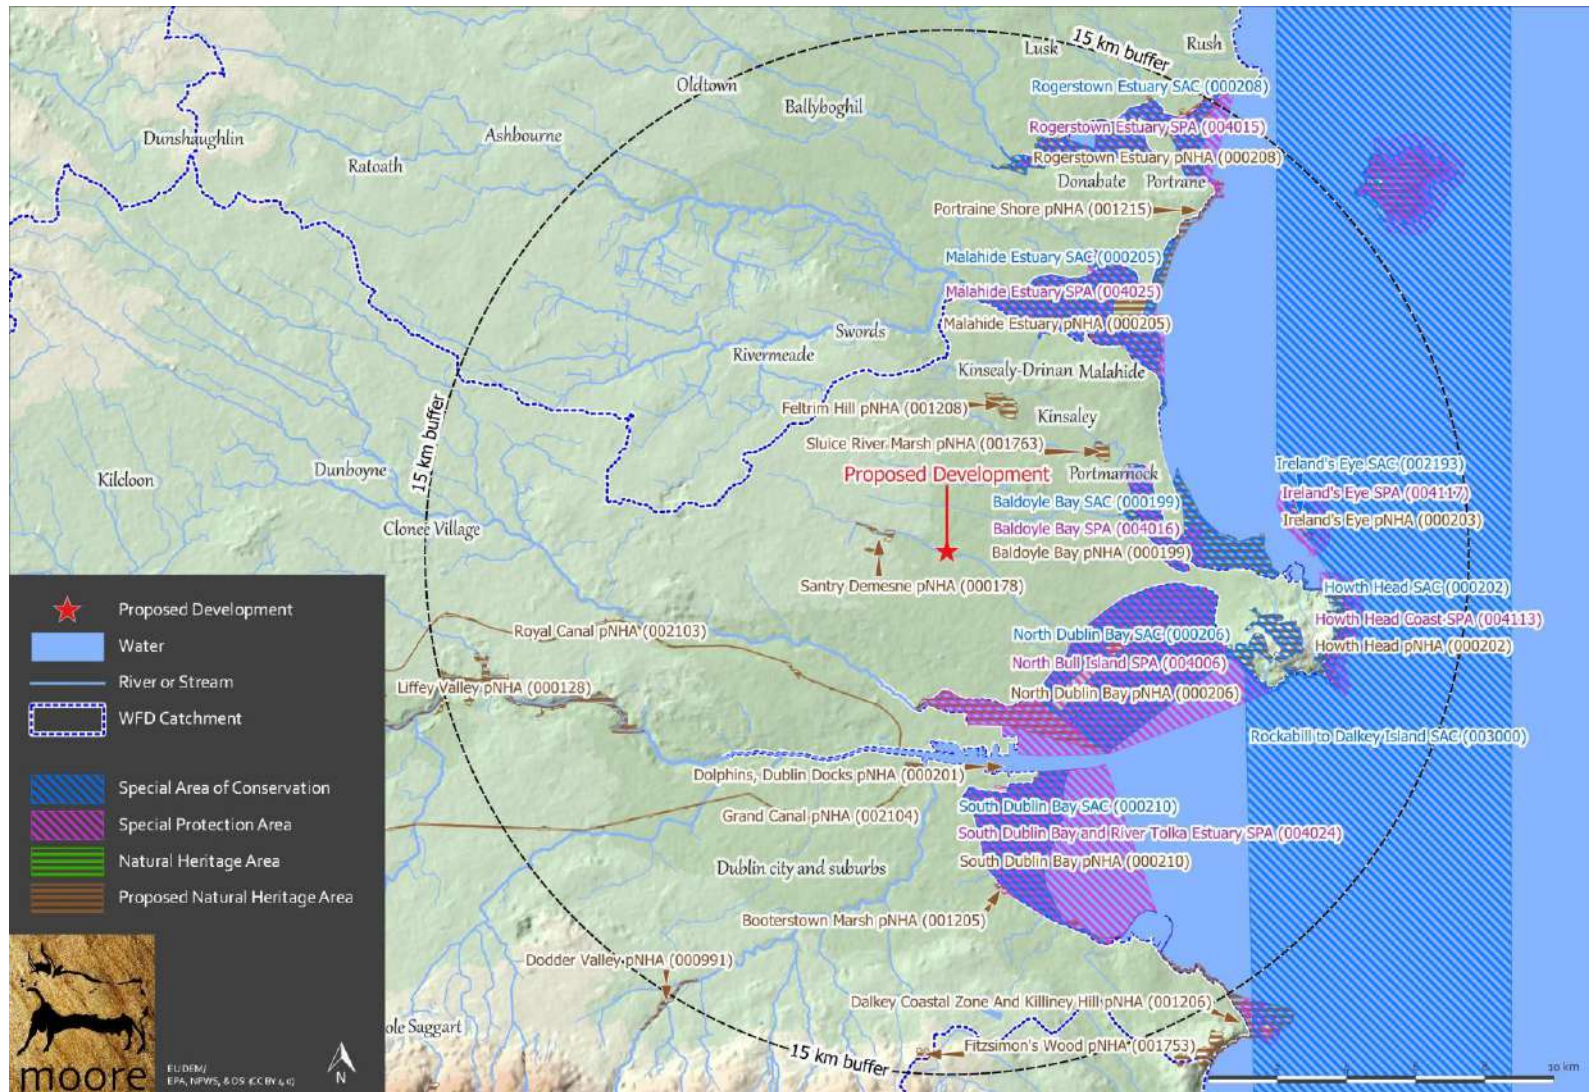 15 km buffer
Lusk
Rush
Oldtown
Rogerstown Estuary SAC (000208)
Ballyboghil
Dunshaughlin
Ashbourne
Rogerstown Estuary SPA (004015)
Ratoath
Rogerstown Estuary pNHA (000208)
Donabate
Portrane
Portraine Shore pNHA (001215)
Malahide Estuary SAC (000205)
Malahide Estuary SPA (004025)
Malahide Estuary pNHA (000205)
Swords
Rivermeade
Kinsealy-Drinan
Malahide
Feltrim Hill pNHA (001208)
Kinsaley
Sluice River Marsh pNHA (001763)
15 km buffer
Kilcloon
Dunboyne
Proposed Development
Portmarnock
Ireland's Eye SAC (002193)
Ireland's Eye SPA (004117)
Ireland's Eye pNHA (000203)
Baldoyle Bay SAC (000199)
Baldoyle Bay SPA (004016)
Baldoyle Bay pNHA (000199)
Clonee Village
Santry Demesne pNHA (000178)
Howth Head SAC (000202)
Howth Head Coast SPA (004113)
Howth Head pNHA (000202)
Royal Canal pNHA (002103)
North Dublin Bay SAC (000206)
North Bull Island SPA (004006)
North Dublin Bay pNHA (000206)
Liffey Valley pNHA (000128)
Rockabill to Dalkey Island SAC (003000)
Dolphins, Dublin Docks pNHA (000201)
Grand Canal pNHA (002104)
South Dublin Bay SAC (000210)
South Dublin Bay and River Tolka Estuary SPA (004024)
South Dublin Bay pNHA (000210)
Dublin city and suburbs
Booterstown Marsh pNHA (001205)
Dodder Valley pNHA (000991)
Dalkey Coastal Zone And Killiney Hill pNHA (001206)
ole Saggart
Fitzsimon's Wood pNHA (001753)
15 km buffer
10 km
Proposed Development
Water
River or Stream
WFD Catchment
Special Area of Conservation
Special Protection Area
Natural Heritage Area
Proposed Natural Heritage Area
moore
EU DEM/
EPA, NPWS, & OSi (CC BY 4.0)
N